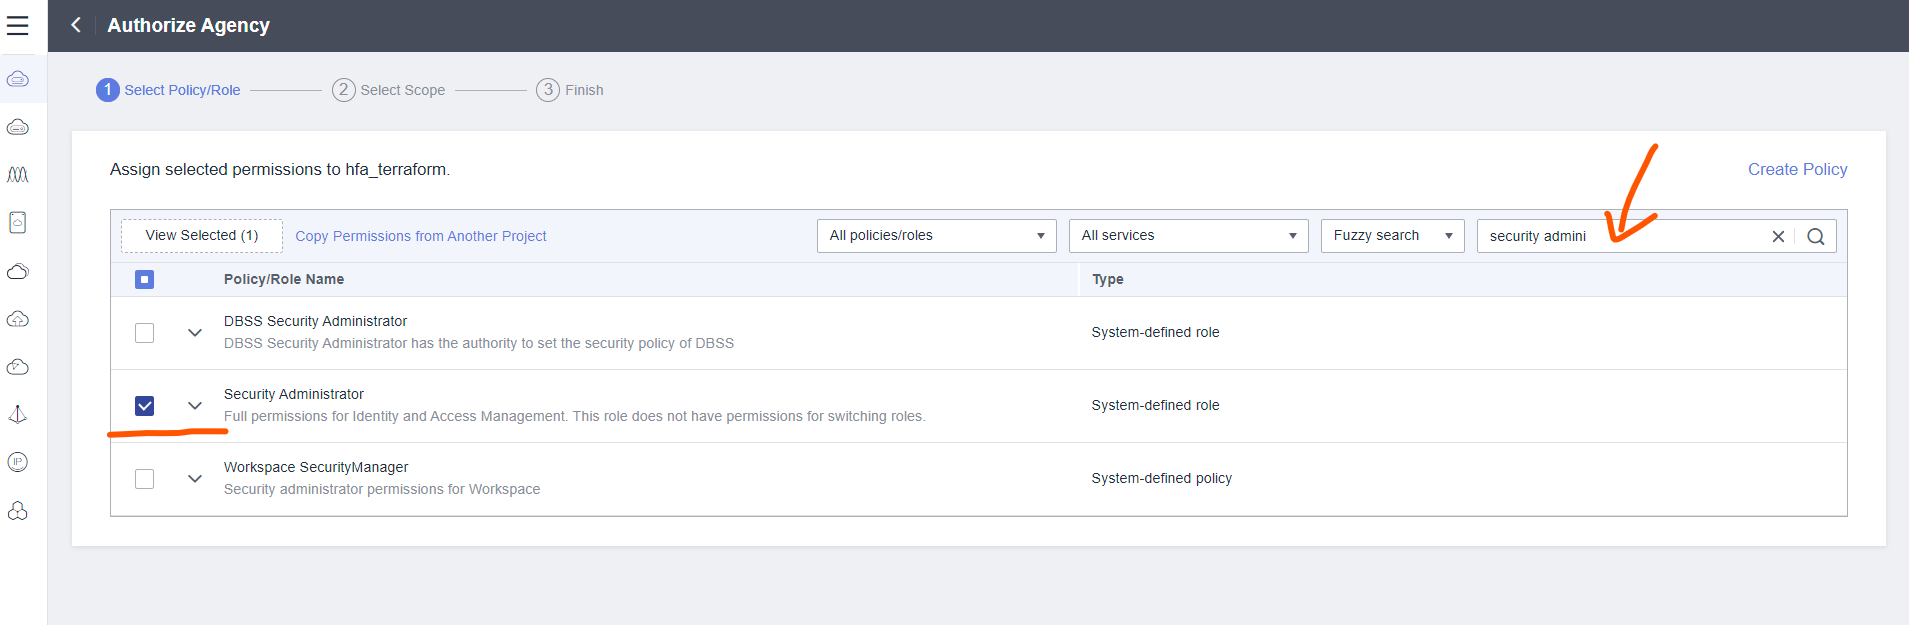 Authorize Agency
1 Select Policy/Role 2 Select Scope 3 Finish
Assign selected permissions to hfa_terraform. Create Policy
View Selected (1) Copy Permissions from Another Project All policies/roles All services Fuzzy search security admini
Policy/Role Name Type
DBSS Security Administrator
DBSS Security Administrator has the authority to set the security policy of DBSS
System-defined role
Security Administrator
Full permissions for Identity and Access Management. This role does not have permissions for switching roles.
System-defined role
Workspace SecurityManager
Security administrator permissions for Workspace
System-defined policy
IP